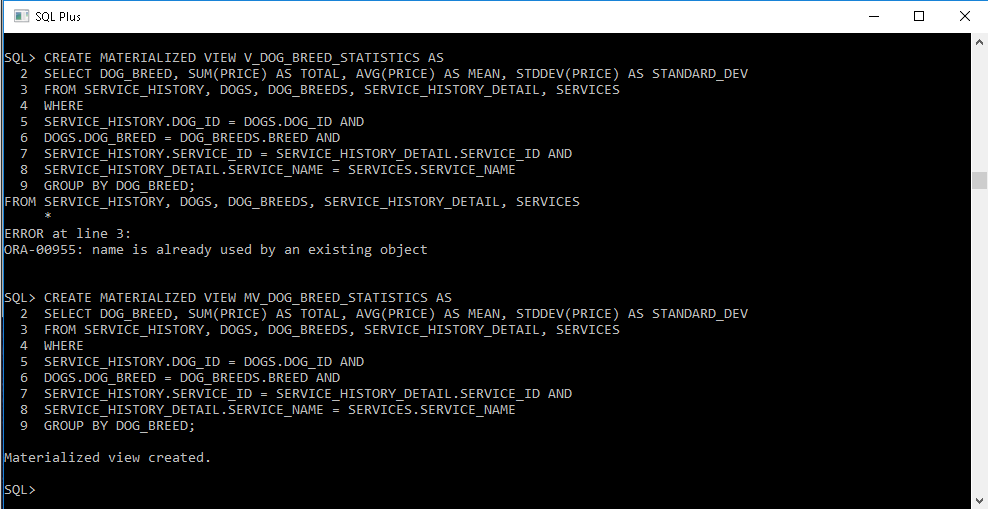 SQL Plus
SQL> CREATE MATERIALIZED VIEW V_DOG_BREED_STATISTICS AS
2 SELECT DOG_BREED, SUM(PRICE) AS TOTAL, AVG(PRICE) AS MEAN, STDDEV(PRICE) AS STANDARD_DEV
3 FROM SERVICE_HISTORY, DOGS, DOG_BREEDS, SERVICE_HISTORY_DETAIL, SERVICES
4 WHERE
5 SERVICE_HISTORY.DOG_ID = DOGS.DOG_ID AND
6 DOGS.DOG_BREED = DOG_BREEDS.BREED AND
7 SERVICE_HISTORY.SERVICE_ID = SERVICE_HISTORY_DETAIL.SERVICE_ID AND
8 SERVICE_HISTORY_DETAIL.SERVICE_NAME = SERVICES.SERVICE_NAME
9 GROUP BY DOG_BREED;
FROM SERVICE_HISTORY, DOGS, DOG_BREEDS, SERVICE_HISTORY_DETAIL, SERVICES
*
ERROR at line 3:
ORA-00955: name is already used by an existing object
SQL> CREATE MATERIALIZED VIEW MV_DOG_BREED_STATISTICS AS
2 SELECT DOG_BREED, SUM(PRICE) AS TOTAL, AVG(PRICE) AS MEAN, STDDEV(PRICE) AS STANDARD_DEV
3 FROM SERVICE_HISTORY, DOGS, DOG_BREEDS, SERVICE_HISTORY_DETAIL, SERVICES
4 WHERE
5 SERVICE_HISTORY.DOG_ID = DOGS.DOG_ID AND
6 DOGS.DOG_BREED = DOG_BREEDS.BREED AND
7 SERVICE_HISTORY.SERVICE_ID = SERVICE_HISTORY_DETAIL.SERVICE_ID AND
8 SERVICE_HISTORY_DETAIL.SERVICE_NAME = SERVICES.SERVICE_NAME
9 GROUP BY DOG_BREED;
Materialized view created.
SQL>